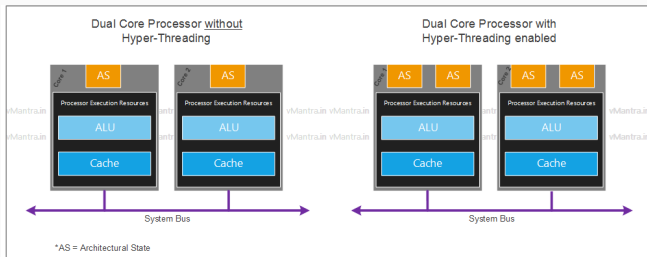 Dual Core Processor without
Hyper-Threading
Dual Core Processor with
Hyper-Threading enabled
Core 1
AS
Core 2
AS
Core 1
AS
AS
Core 2
AS
AS
Processor Execution Resources
Processor Execution Resources
Processor Execution Resources
Processor Execution Resources
vMantra.in
vMantra.in
vMantra.in
vMantra.in
ALU
ALU
ALU
ALU
vMantra.in
vMantra.in
vMantra.in
vMantra.in
Cache
Cache
Cache
Cache
System Bus
System Bus
*AS = Architectural State